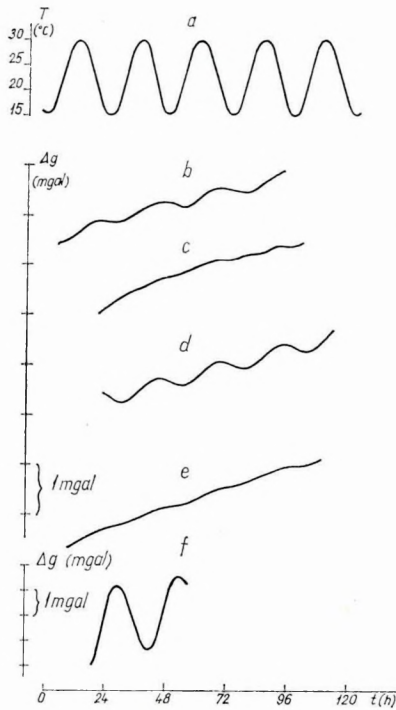 T
(°C)
a
30
25
20
15
Δg
(mgal)
b
c
d
1mgal
e
Δg (mgal)
f
1mgal
0 24 48 72 96 120 t(h)